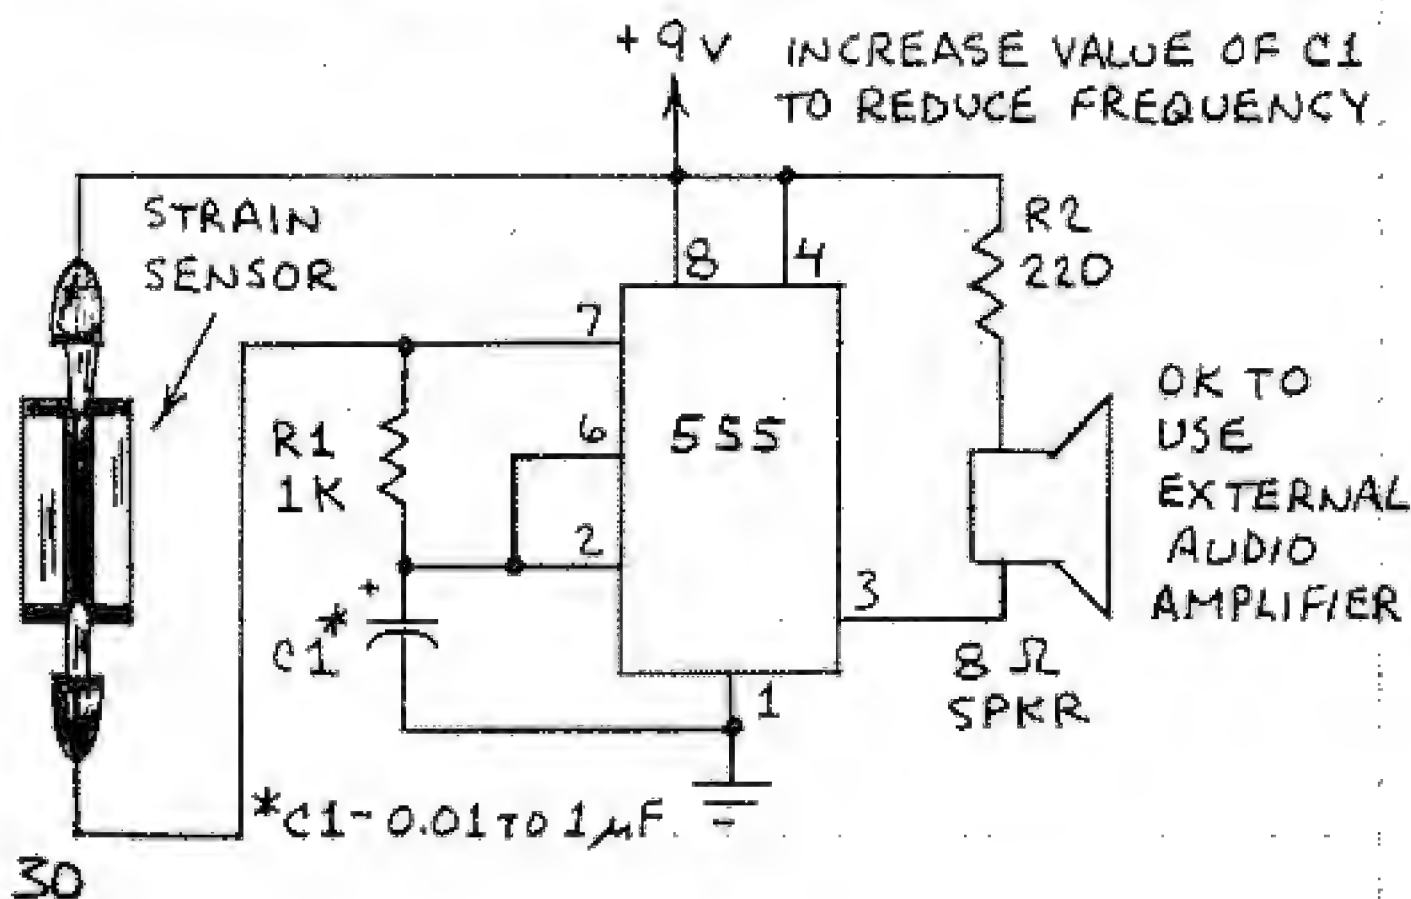 +9V
INCREASE VALUE OF C1
TO REDUCE FREQUENCY.
STRAIN
SENSOR
8
4
R2
220
7
R1
1K
6
555
2
OK TO
USE
EXTERNAL
AUDIO
AMPLIFIER
3
+
C1*
1
8 Ω
SPKR
*C1-0.01 TO 1μF.
30